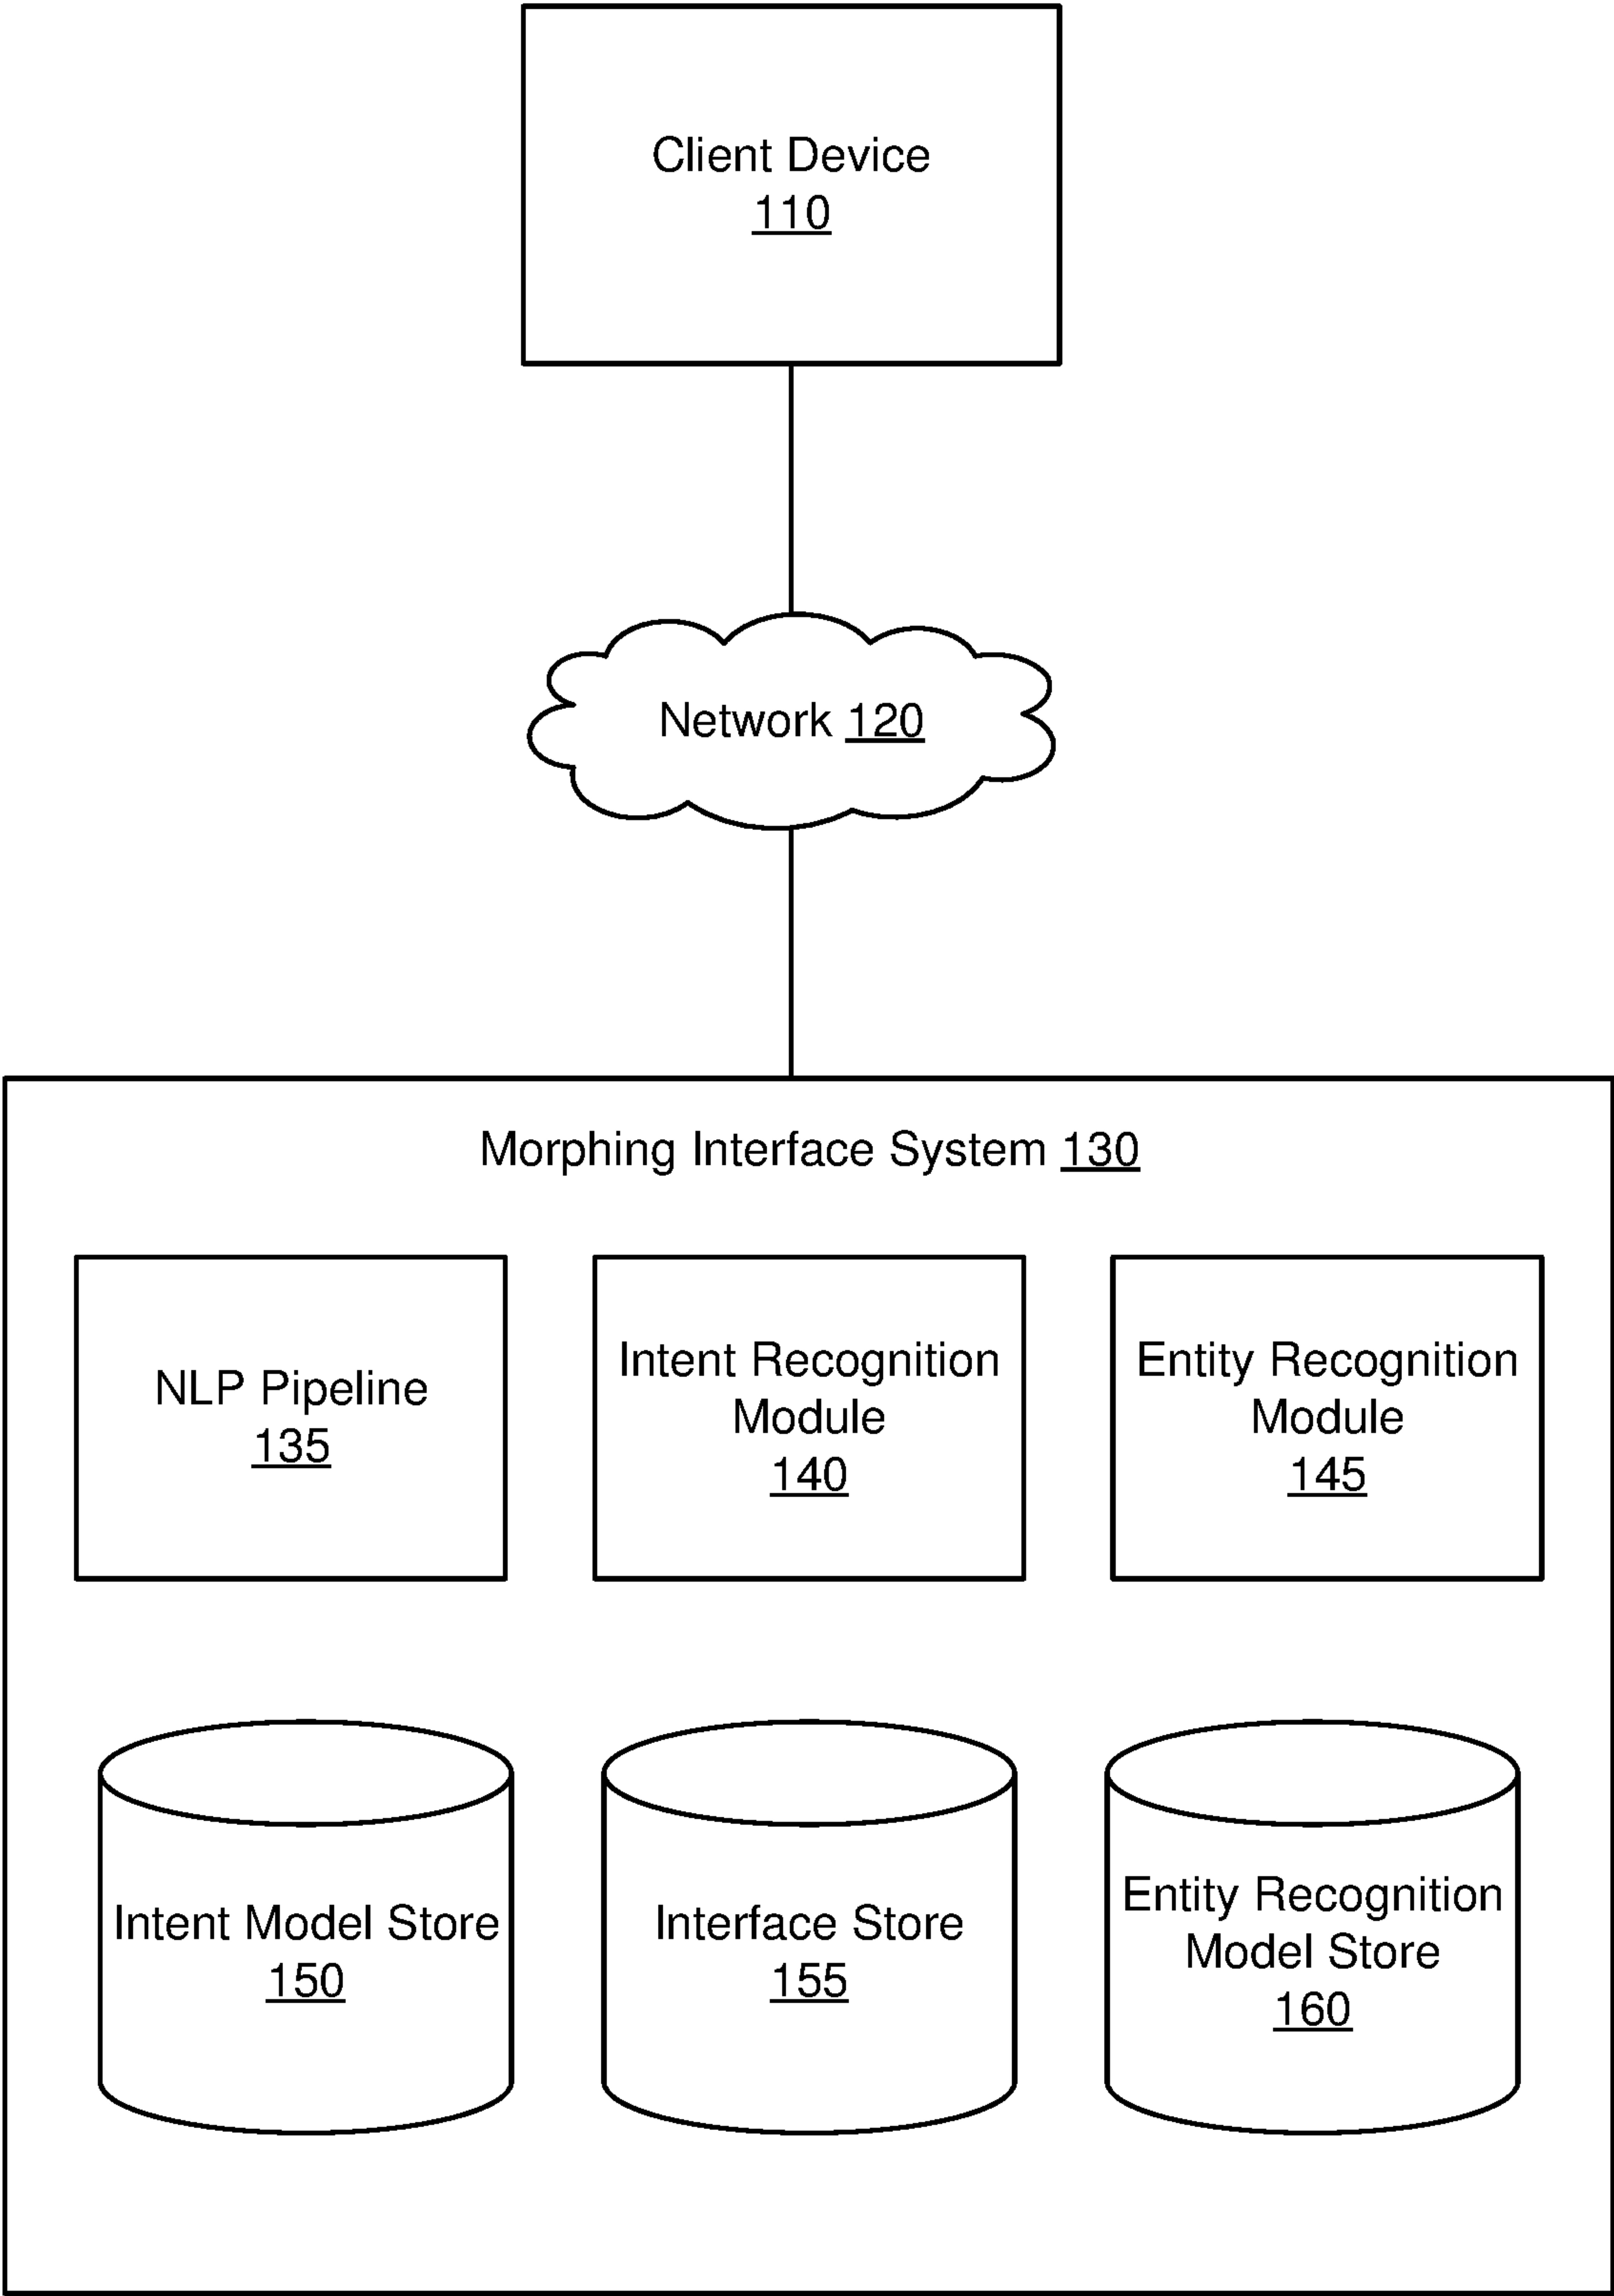 Client Device
110
Network 120
Morphing Interface System 130
NLP Pipeline
135
Intent Recognition
Module
140
Entity Recognition
Module
145
Intent Model Store
150
Interface Store
155
Entity Recognition
Model Store
160